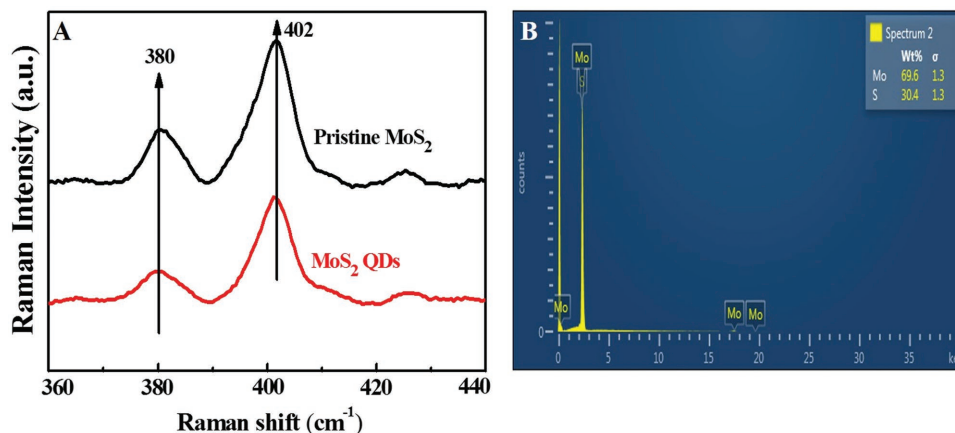 A
380
402
Pristine MoS2
MoS2 QDs
Raman Intensity (a.u.)
360 380 400 420 440
Raman shift (cm-1)
B
Spectrum 2
Wt% σ
Mo 69.6 1.3
S 30.4 1.3
Mo
S
counts
0
Mo Mo Mo
0 5 10 15 20 25 30 35